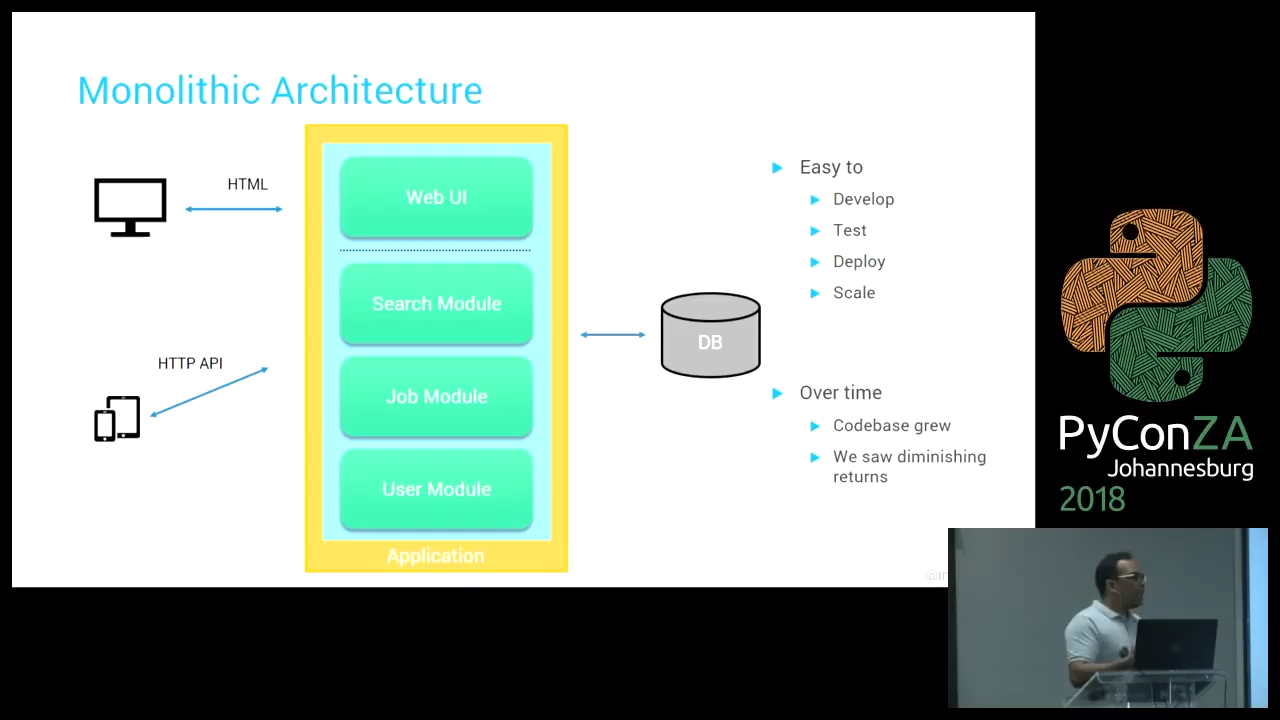 Monolithic Architecture
HTML
HTTP API
Web UI
Search Module
Job Module
User Module
Application
DB
Easy to
Develop
Test
Deploy
Scale
Over time
Codebase grew
We saw diminishing
returns
PyConZA
Johannesburg
2018